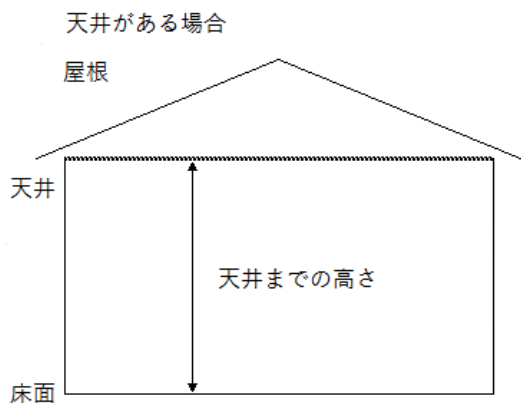 天井がある場合
屋根
天井
天井までの高さ
床面